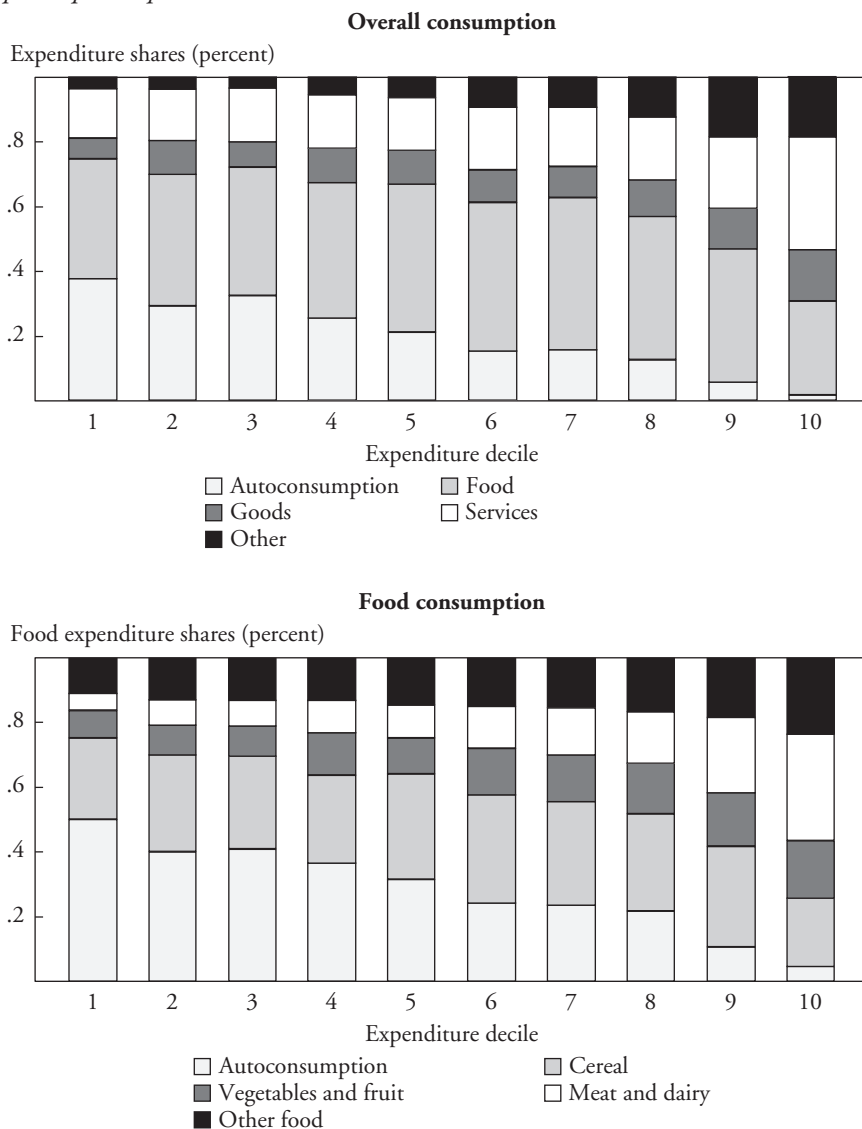 Overall consumption
Expenditure shares (percent)
.8
.6
.4
.2
1 2 3 4 5 6 7 8 9 10
Expenditure decile
Autoconsumption Food
Goods Services
Other
Food consumption
Food expenditure shares (percent)
.8
.6
.4
.2
1 2 3 4 5 6 7 8 9 10
Expenditure decile
Autoconsumption Cereal
Vegetables and fruit Meat and dairy
Other food